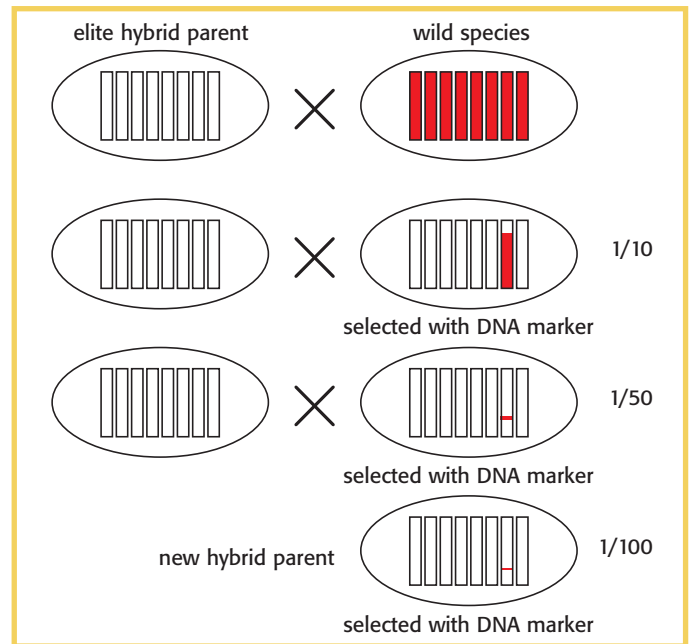 elite hybrid parent
wild species
1/10
selected with DNA marker
1/50
selected with DNA marker
new hybrid parent
1/100
selected with DNA marker